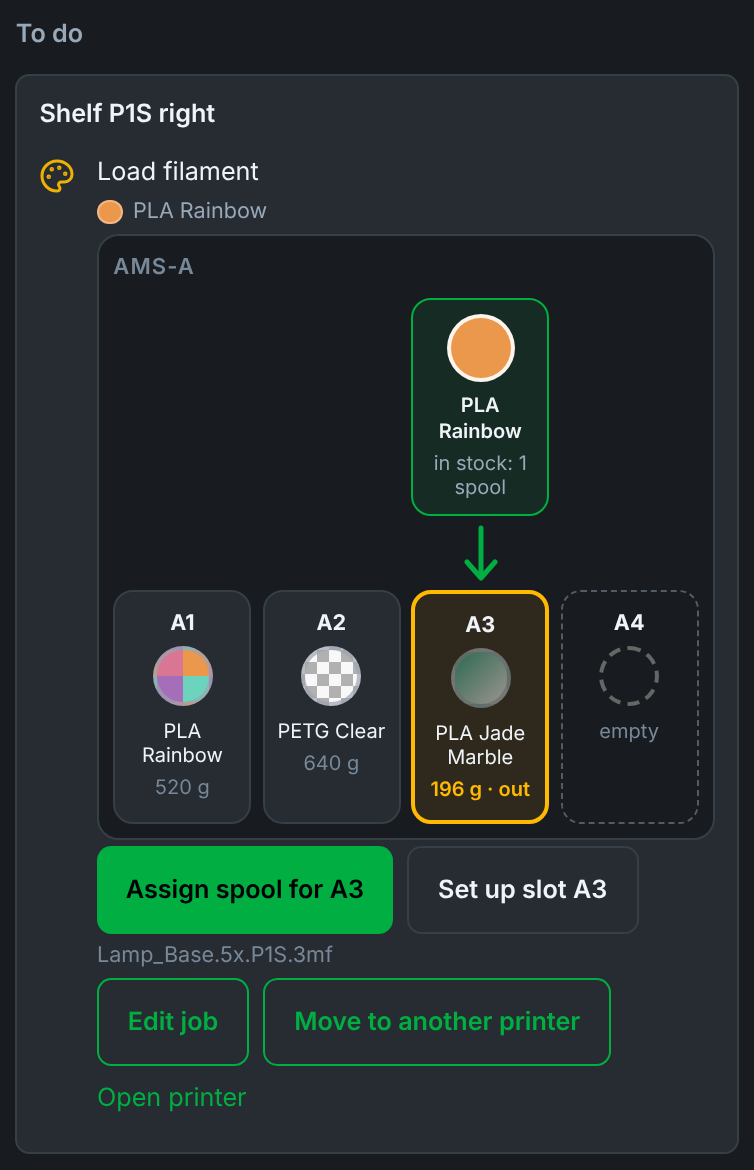 To do
Shelf P1S right
Load filament
PLA Rainbow
AMS-A
PLA
Rainbow
in stock: 1
spool
A1
PLA
Rainbow
520 g
A2
PETG Clear
640 g
A3
PLA Jade
Marble
196 g · out
A4
empty
Assign spool for A3
Set up slot A3
Lamp_Base.5x.P1S.3mf
Edit job
Move to another printer
Open printer